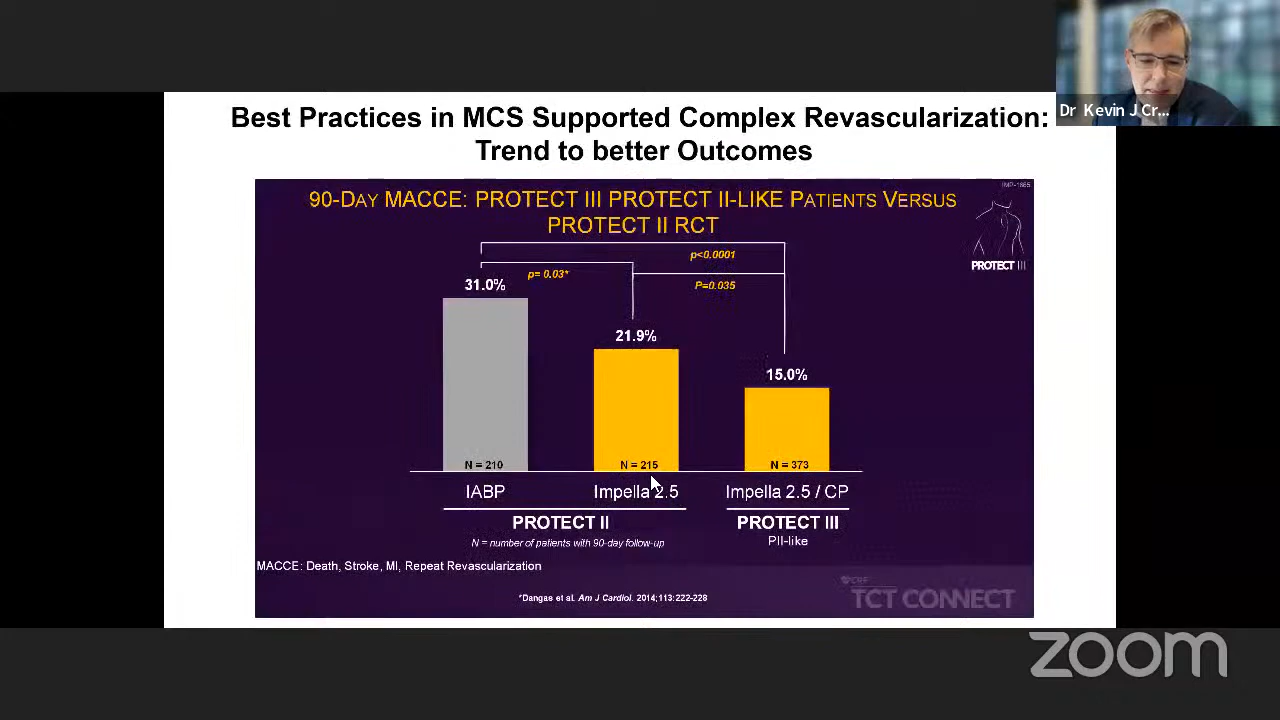 Dr Kevin J Cr...
Best Practices in MCS Supported Complex Revascularization:
Trend to better Outcomes
IMP-1865
90-DAY MACCE: PROTECT III PROTECT II-LIKE PATIENTS VERSUS
PROTECT II RCT
PROTECT III
p<0.0001
p= 0.03*
P=0.035
31.0%
21.9%
15.0%
N = 210
N = 215
N = 373
IABP
Impella 2.5
Impella 2.5 / CP
PROTECT II
PROTECT III
N = number of patients with 90-day follow-up
PII-like
MACCE: Death, Stroke, MI, Repeat Revascularization
CRF
TCT CONNECT
*Dangas et al. Am J Cardiol. 2014;113:222-228
zoom